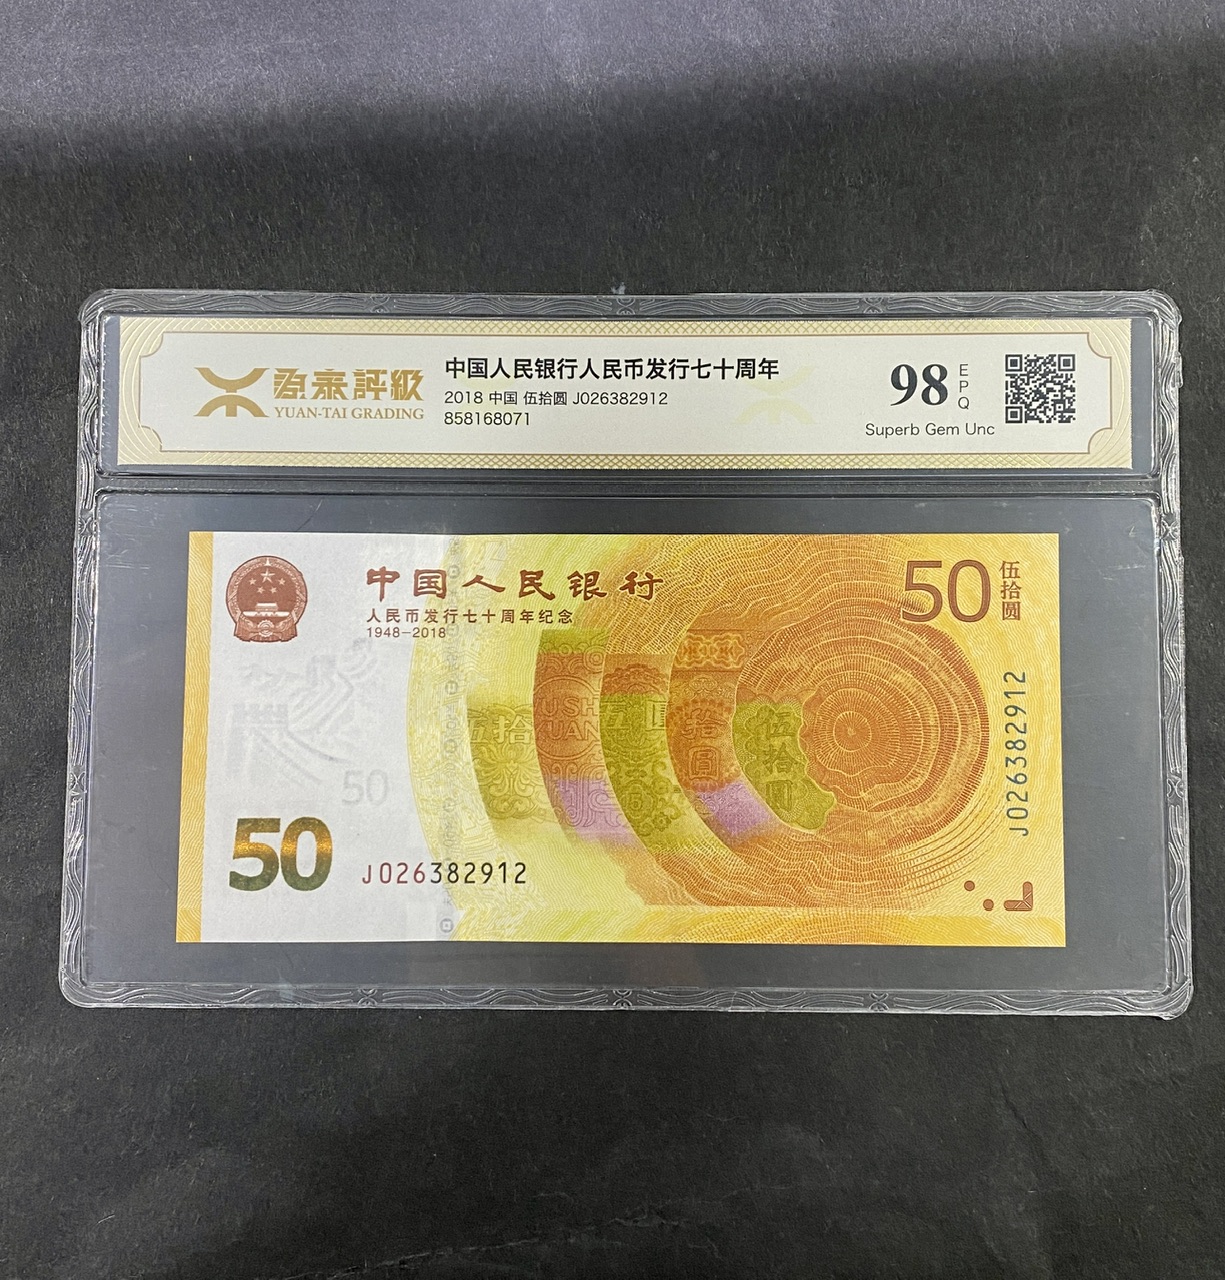 源泰評級
YUAN-TAI GRADING
中国人民银行人民币发行七十周年
2018 中国 伍拾圆 J026382912
858168071
98
EPQ
Superb Gem Unc
中国人民银行
人民币发行七十周年纪念
1948-2018
50
伍拾圆
伍拾
USH
UAN
伍
圆
拾圆
伍拾圆
50
50
J026382912
J026382912